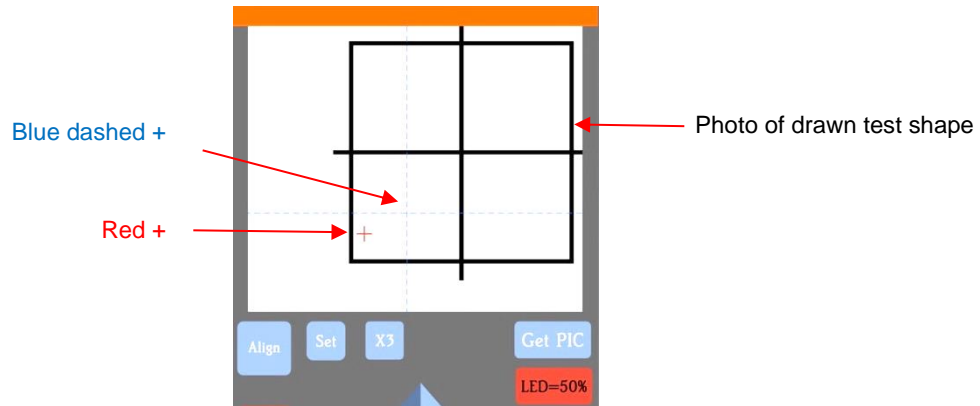 Blue dashed +
Photo of drawn test shape
Red +
Align
Set
X3
Get PIC
LED=50%